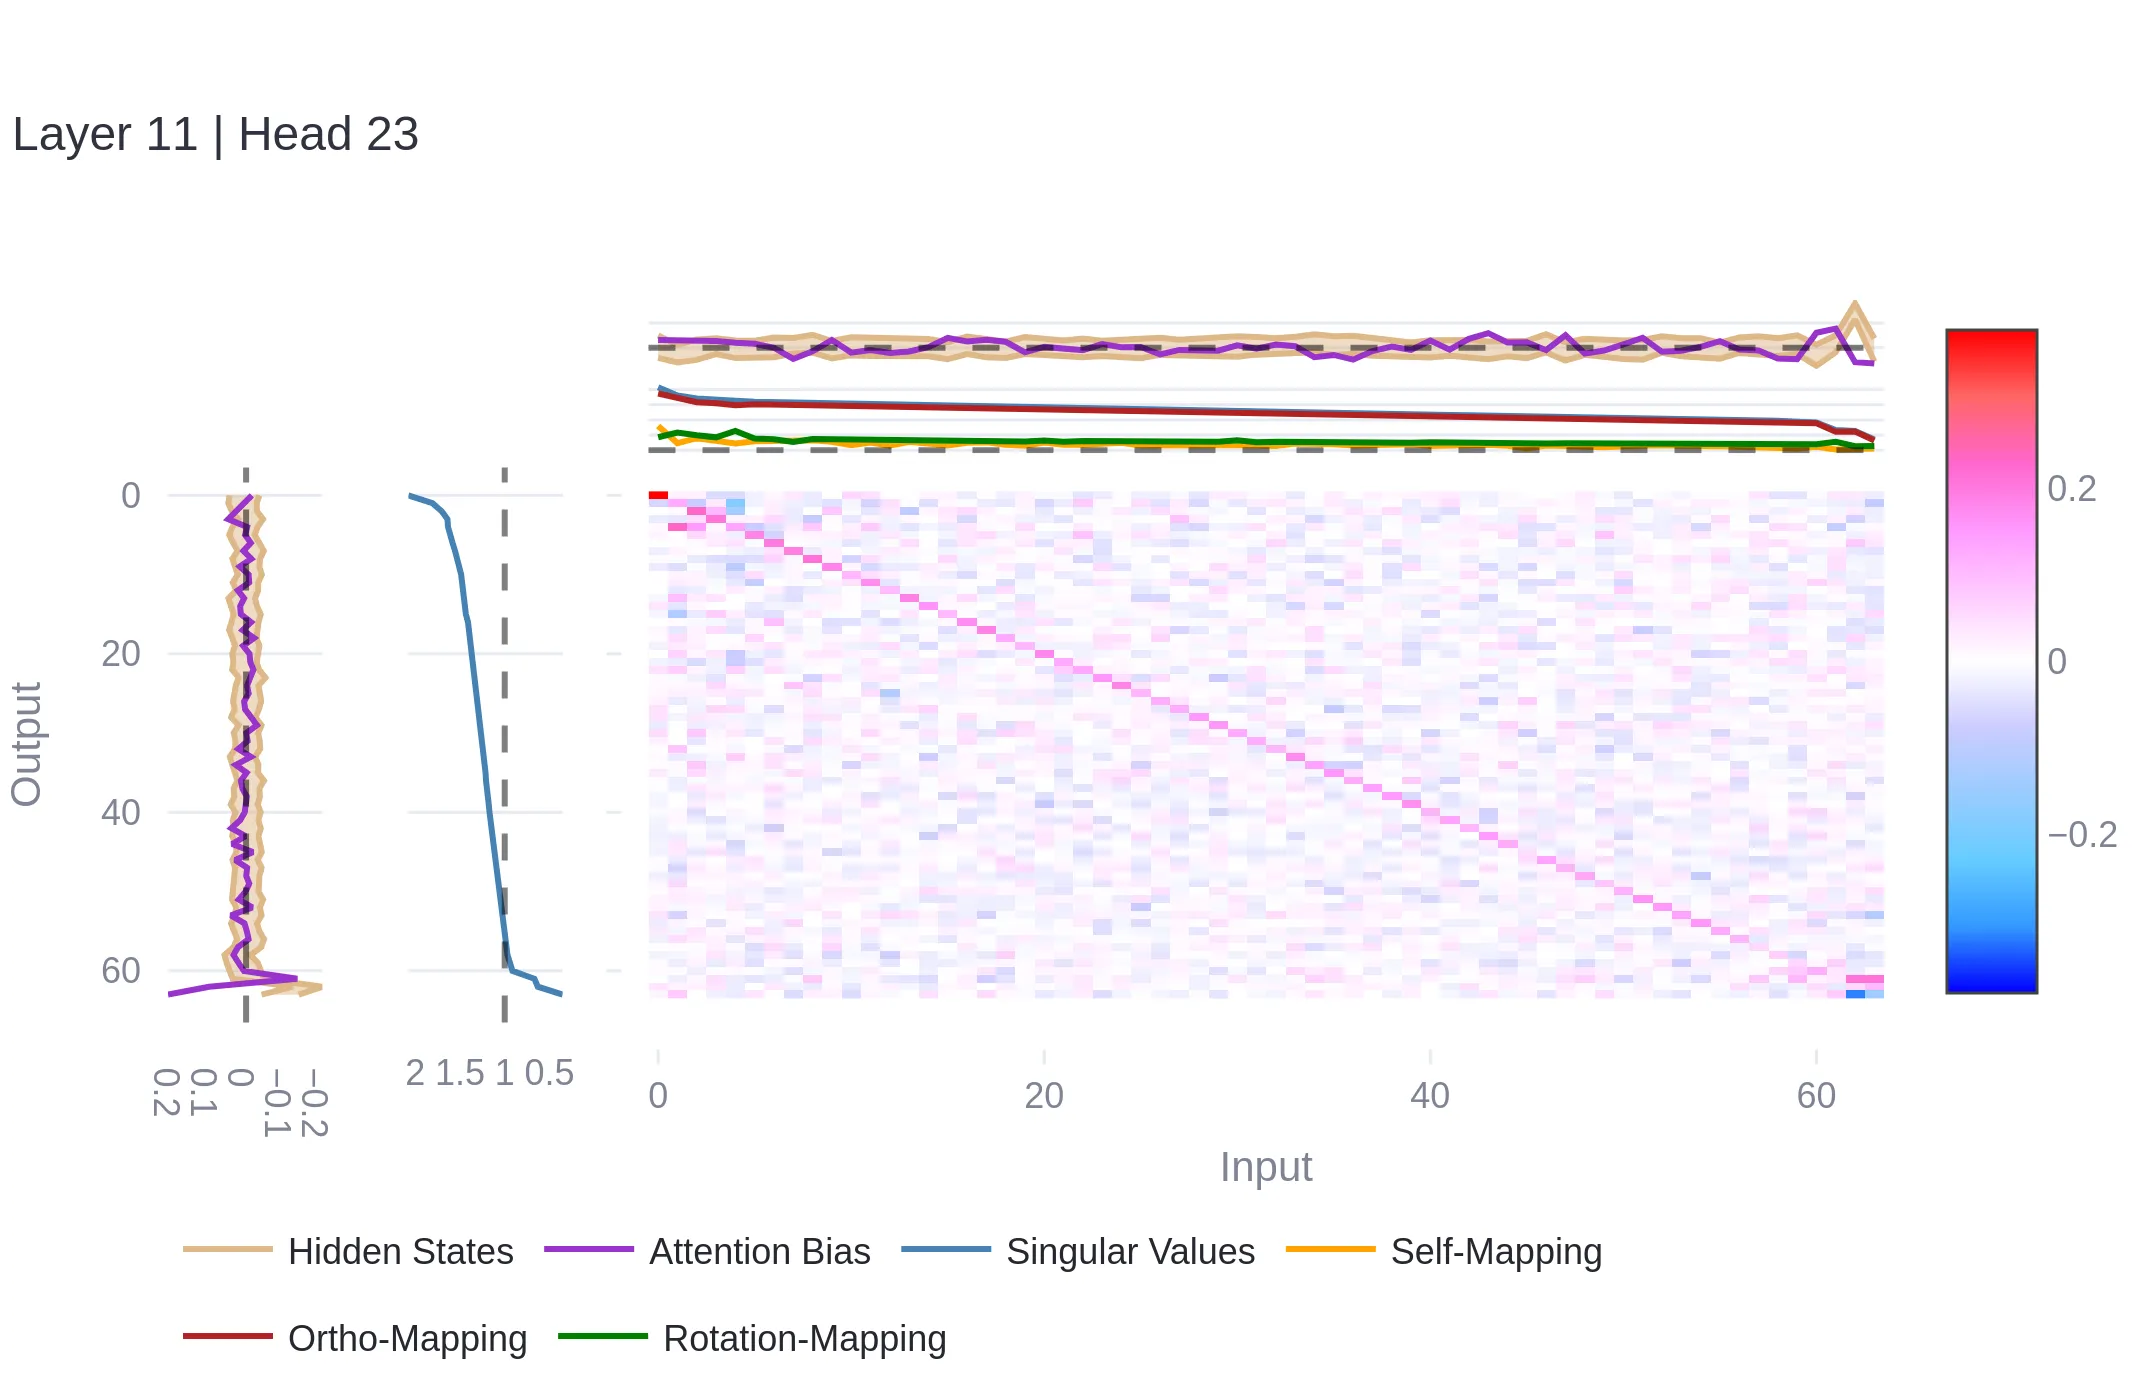 Layer 11 | Head 23
0
20
40
60
Output
0.2
0.1
0
−0.1
−0.2
2 1.5 1 0.5
0 20 40 60
Input
0.2
0
−0.2
Hidden States Attention Bias Singular Values Self-Mapping
Ortho-Mapping Rotation-Mapping